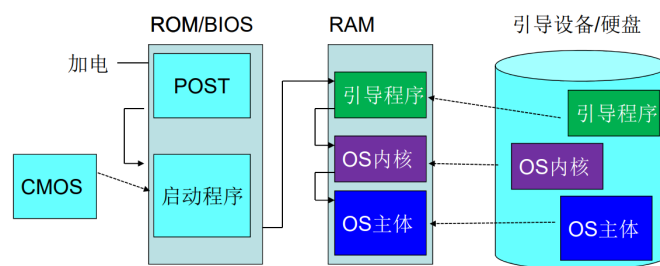 ROM/BIOS
RAM
引导设备/硬盘
加电
POST
引导程序
引导程序
OS内核
OS内核
CMOS
启动程序
OS主体
OS主体